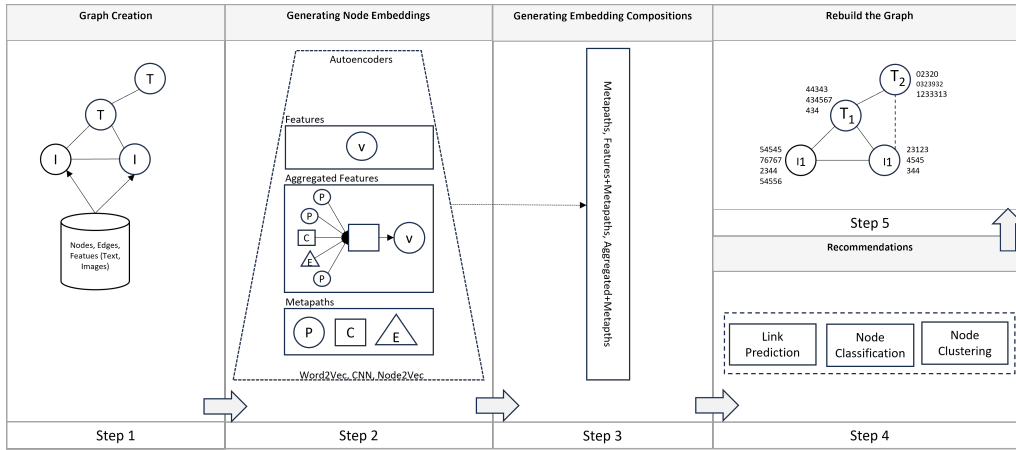 Graph Creation
T
T
I
I
Nodes, Edges,
Featues (Text,
Images)
Step 1
Generating Node Embeddings
Autoencoders
Features
v
Aggregated Features
P
P
C
E
P
v
Metapaths
P
C
E
Word2Vec, CNN, Node2Vec
Step 2
Generating Embedding Compositions
Metapaths, Features+Metapaths, Aggregated+Metapths
Step 3
Rebuild the Graph
T2
02320
0323932
1233313
44343
434567
434
T1
54545
76767
2344
54556
I1
I1
23123
4545
344
Step 5
Recommendations
Link
Prediction
Node
Classification
Node
Clustering
Step 4